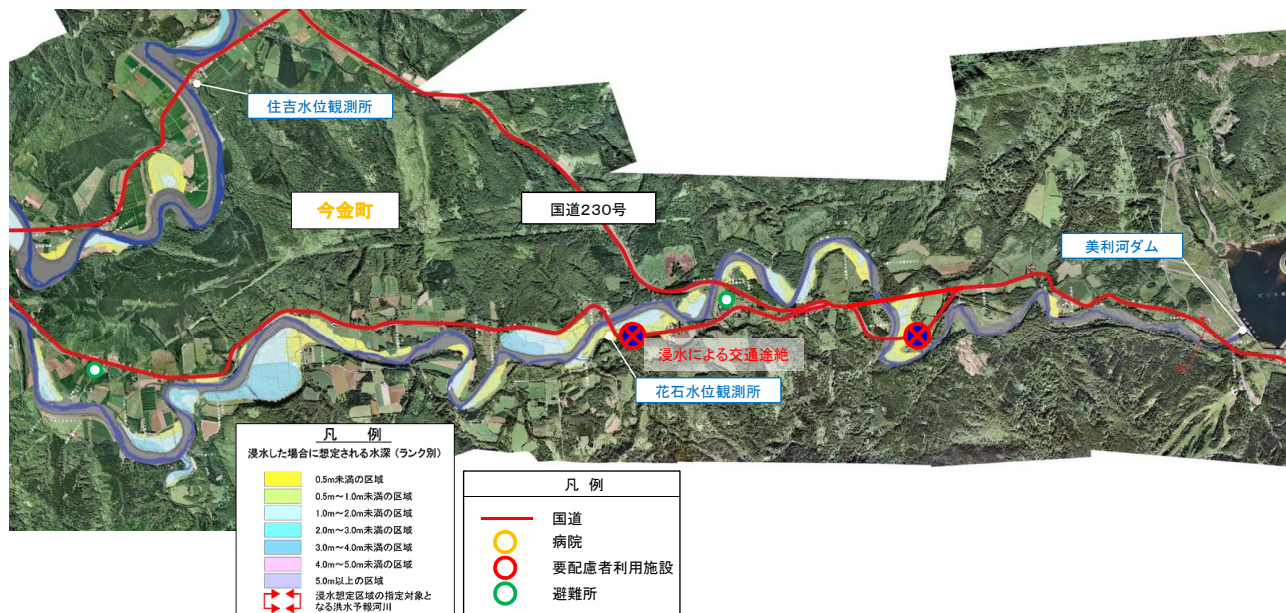 住吉水位観測所
今金町
国道230号
美利河ダム
浸水による交通途絶
花石水位観測所
凡 例
浸水した場合に想定される水深（ランク別）
0.5m未満の区域
0.5m～1.0m未満の区域
1.0m～2.0m未満の区域
2.0m～3.0m未満の区域
3.0m～4.0m未満の区域
4.0m～5.0m未満の区域
5.0m以上の区域
浸水想定区域の指定対象と
なる洪水予報河川
凡 例
国道
病院
要配慮者利用施設
避難所